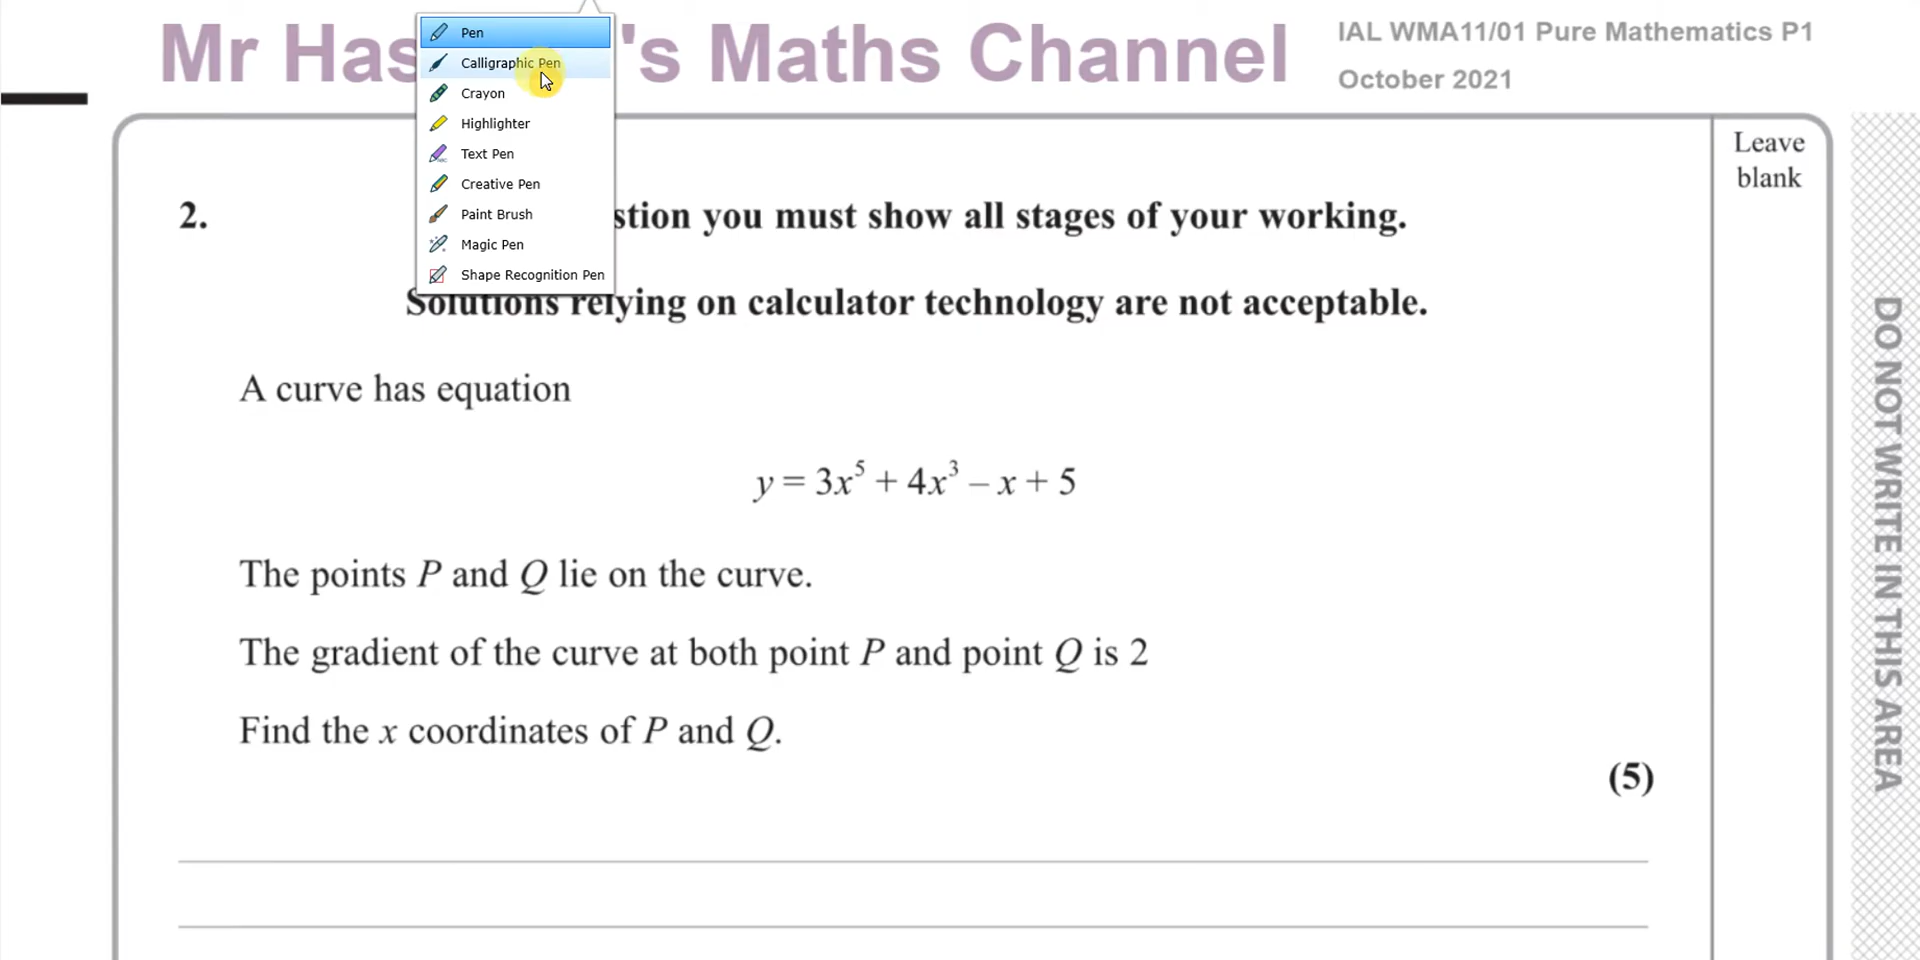 Mr Has 's Maths Channel
IAL WMA11/01 Pure Mathematics P1
October 2021
Pen
Calligraphic Pen
Crayon
Highlighter
Text Pen
Creative Pen
Paint Brush
Magic Pen
Shape Recognition Pen
Leave
blank
2. stion you must show all stages of your working.
Solutions relying on calculator technology are not acceptable.
A curve has equation
y = 3x⁵ + 4x³ – x + 5
The points P and Q lie on the curve.
The gradient of the curve at both point P and point Q is 2
Find the x coordinates of P and Q.
(5)
DO NOT WRITE IN THIS AREA